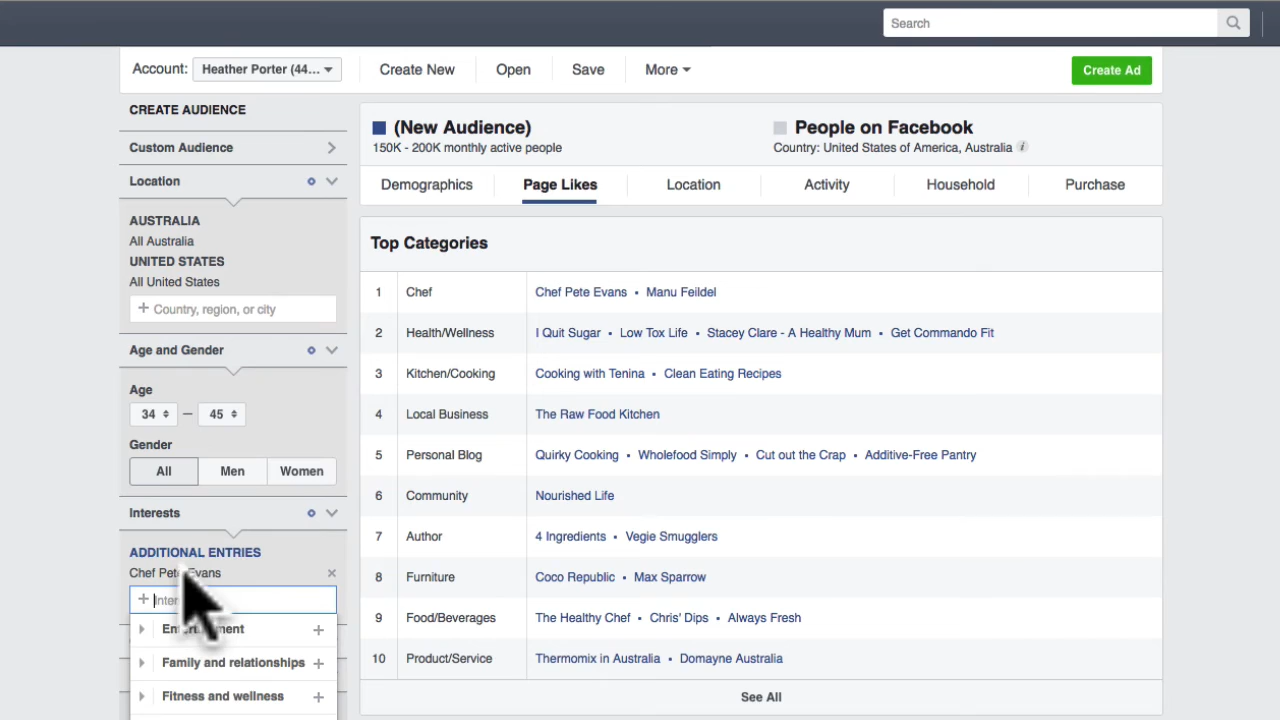 Search
Account: Heather Porter (44... Create New Open Save More Create Ad
CREATE AUDIENCE
Custom Audience
Location
AUSTRALIA
All Australia
UNITED STATES
All United States
+ Country, region, or city
Age and Gender
Age
34 — 45
Gender
All Men Women
Interests
ADDITIONAL ENTRIES
Chef Pete Evans ×
+
Family and relationships +
Fitness and wellness +
(New Audience)
150K - 200K monthly active people
People on Facebook
Country: United States of America, Australia i
Demographics Page Likes Location Activity Household Purchase
Top Categories
1 Chef Chef Pete Evans • Manu Feildel
2 Health/Wellness I Quit Sugar • Low Tox Life • Stacey Clare - A Healthy Mum • Get Commando Fit
3 Kitchen/Cooking Cooking with Tenina • Clean Eating Recipes
4 Local Business The Raw Food Kitchen
5 Personal Blog Quirky Cooking • Wholefood Simply • Cut out the Crap • Additive-Free Pantry
6 Community Nourished Life
7 Author 4 Ingredients • Vegie Smugglers
8 Furniture Coco Republic • Max Sparrow
9 Food/Beverages The Healthy Chef • Chris' Dips • Always Fresh
10 Product/Service Thermomix in Australia • Domayne Australia
See All